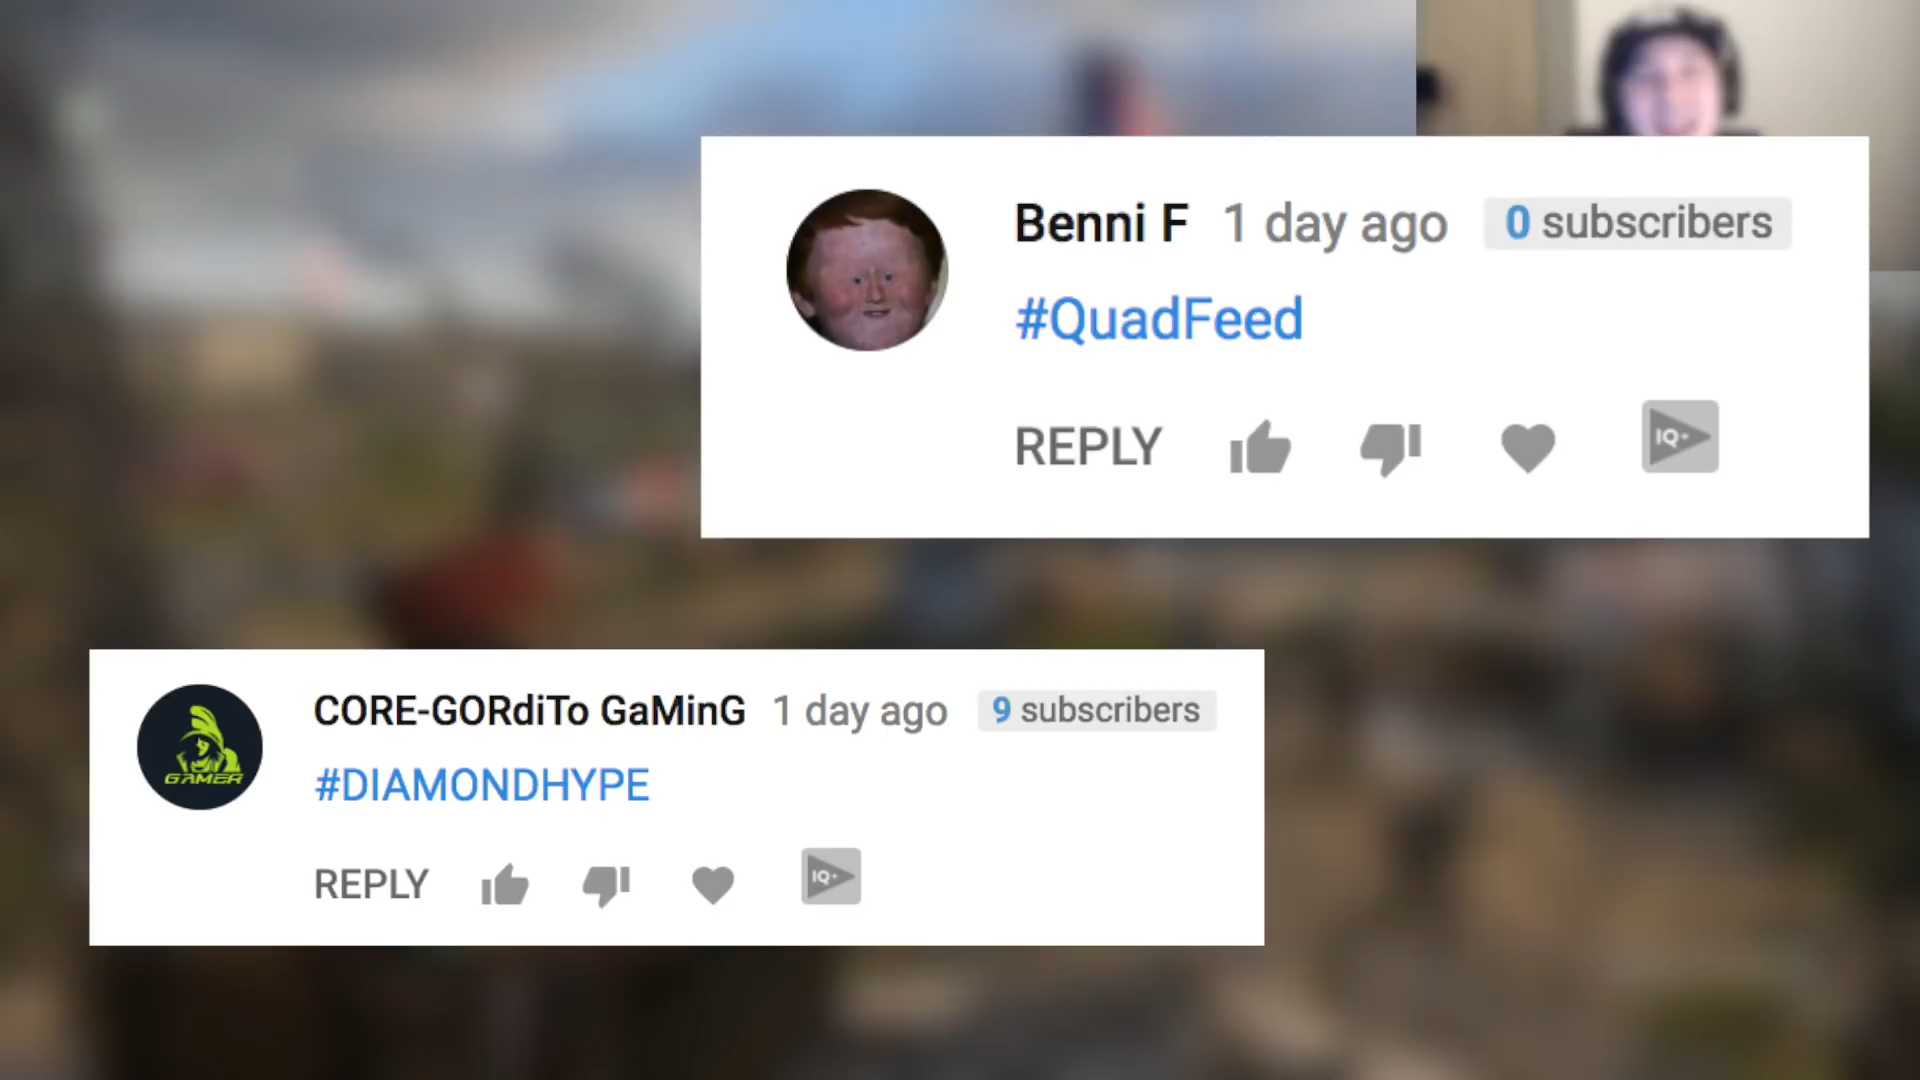 Benni F 1 day ago 0 subscribers
#QuadFeed
REPLY
IQ+
CORE-GORdiTo GaMinG 1 day ago 9 subscribers
GAMER
#DIAMONDHYPE
REPLY
IQ+